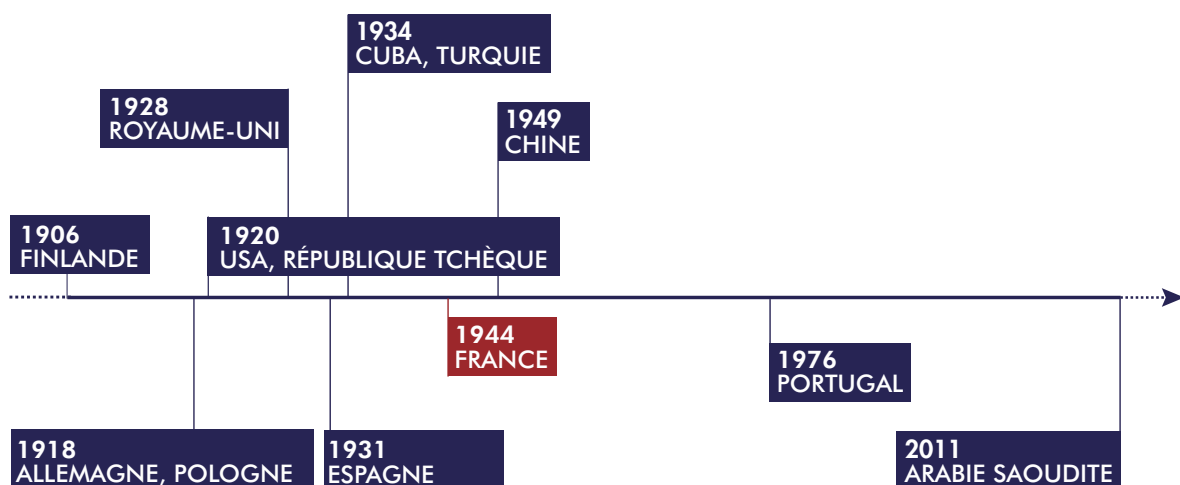 1934
CUBA, TURQUIE
1928
ROYAUME-UNI
1949
CHINE
1906
FINLANDE
1920
USA, RÉPUBLIQUE TCHÈQUE
1944
FRANCE
1976
PORTUGAL
1918
ALLEMAGNE, POLOGNE
1931
ESPAGNE
2011
ARABIE SAOUDITE